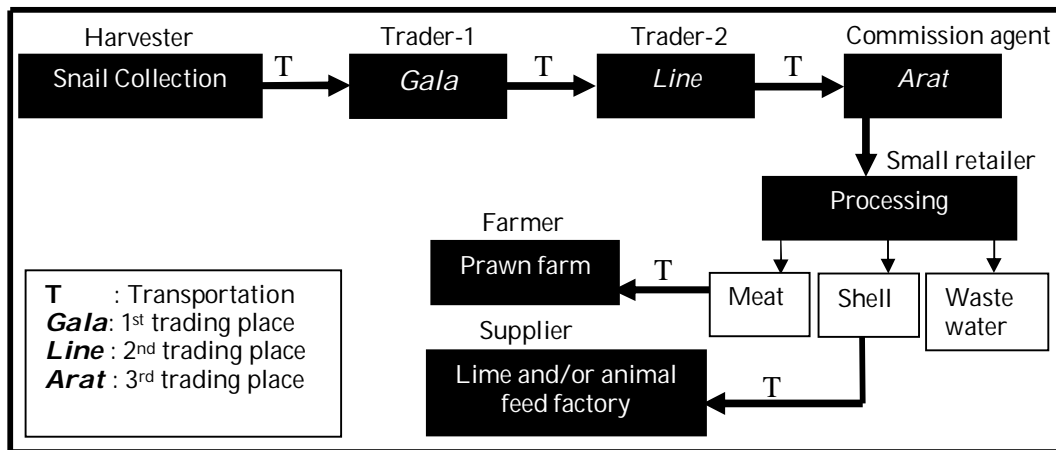 Harvester
Trader-1
Trader-2
Commission agent
Snail Collection
T
Gala
T
Line
T
Arat
Small retailer
Processing
Farmer
Prawn farm
T
Meat
Shell
Waste
water
Supplier
Lime and/or animal
feed factory
T
T : Transportation
Gala: 1st trading place
Line : 2nd trading place
Arat : 3rd trading place